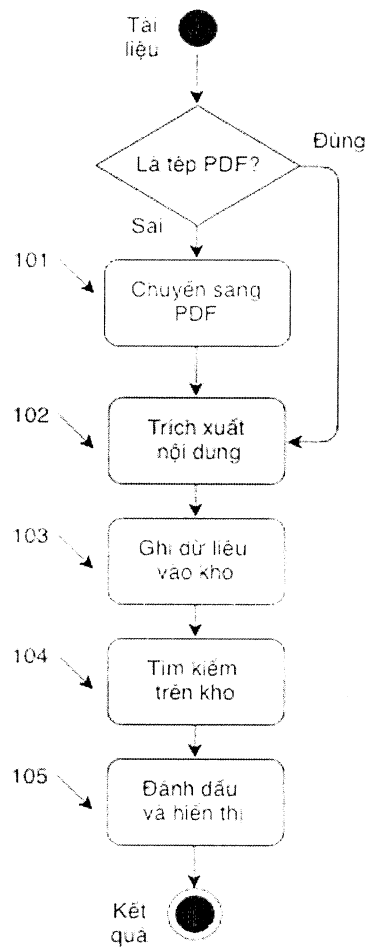 Tài
liệu
Là tệp PDF?
Đúng
Sai
101
Chuyển sang
PDF
102
Trích xuất
nội dung
103
Ghi dữ liệu
vào kho
104
Tìm kiếm
trên kho
105
Đánh dấu
và hiển thị
Kết
quả